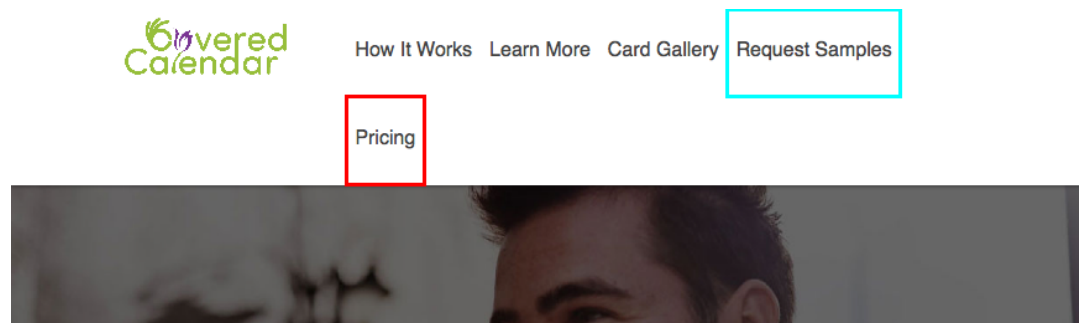 Covered
Calendar
How It Works Learn More Card Gallery Request Samples
Pricing